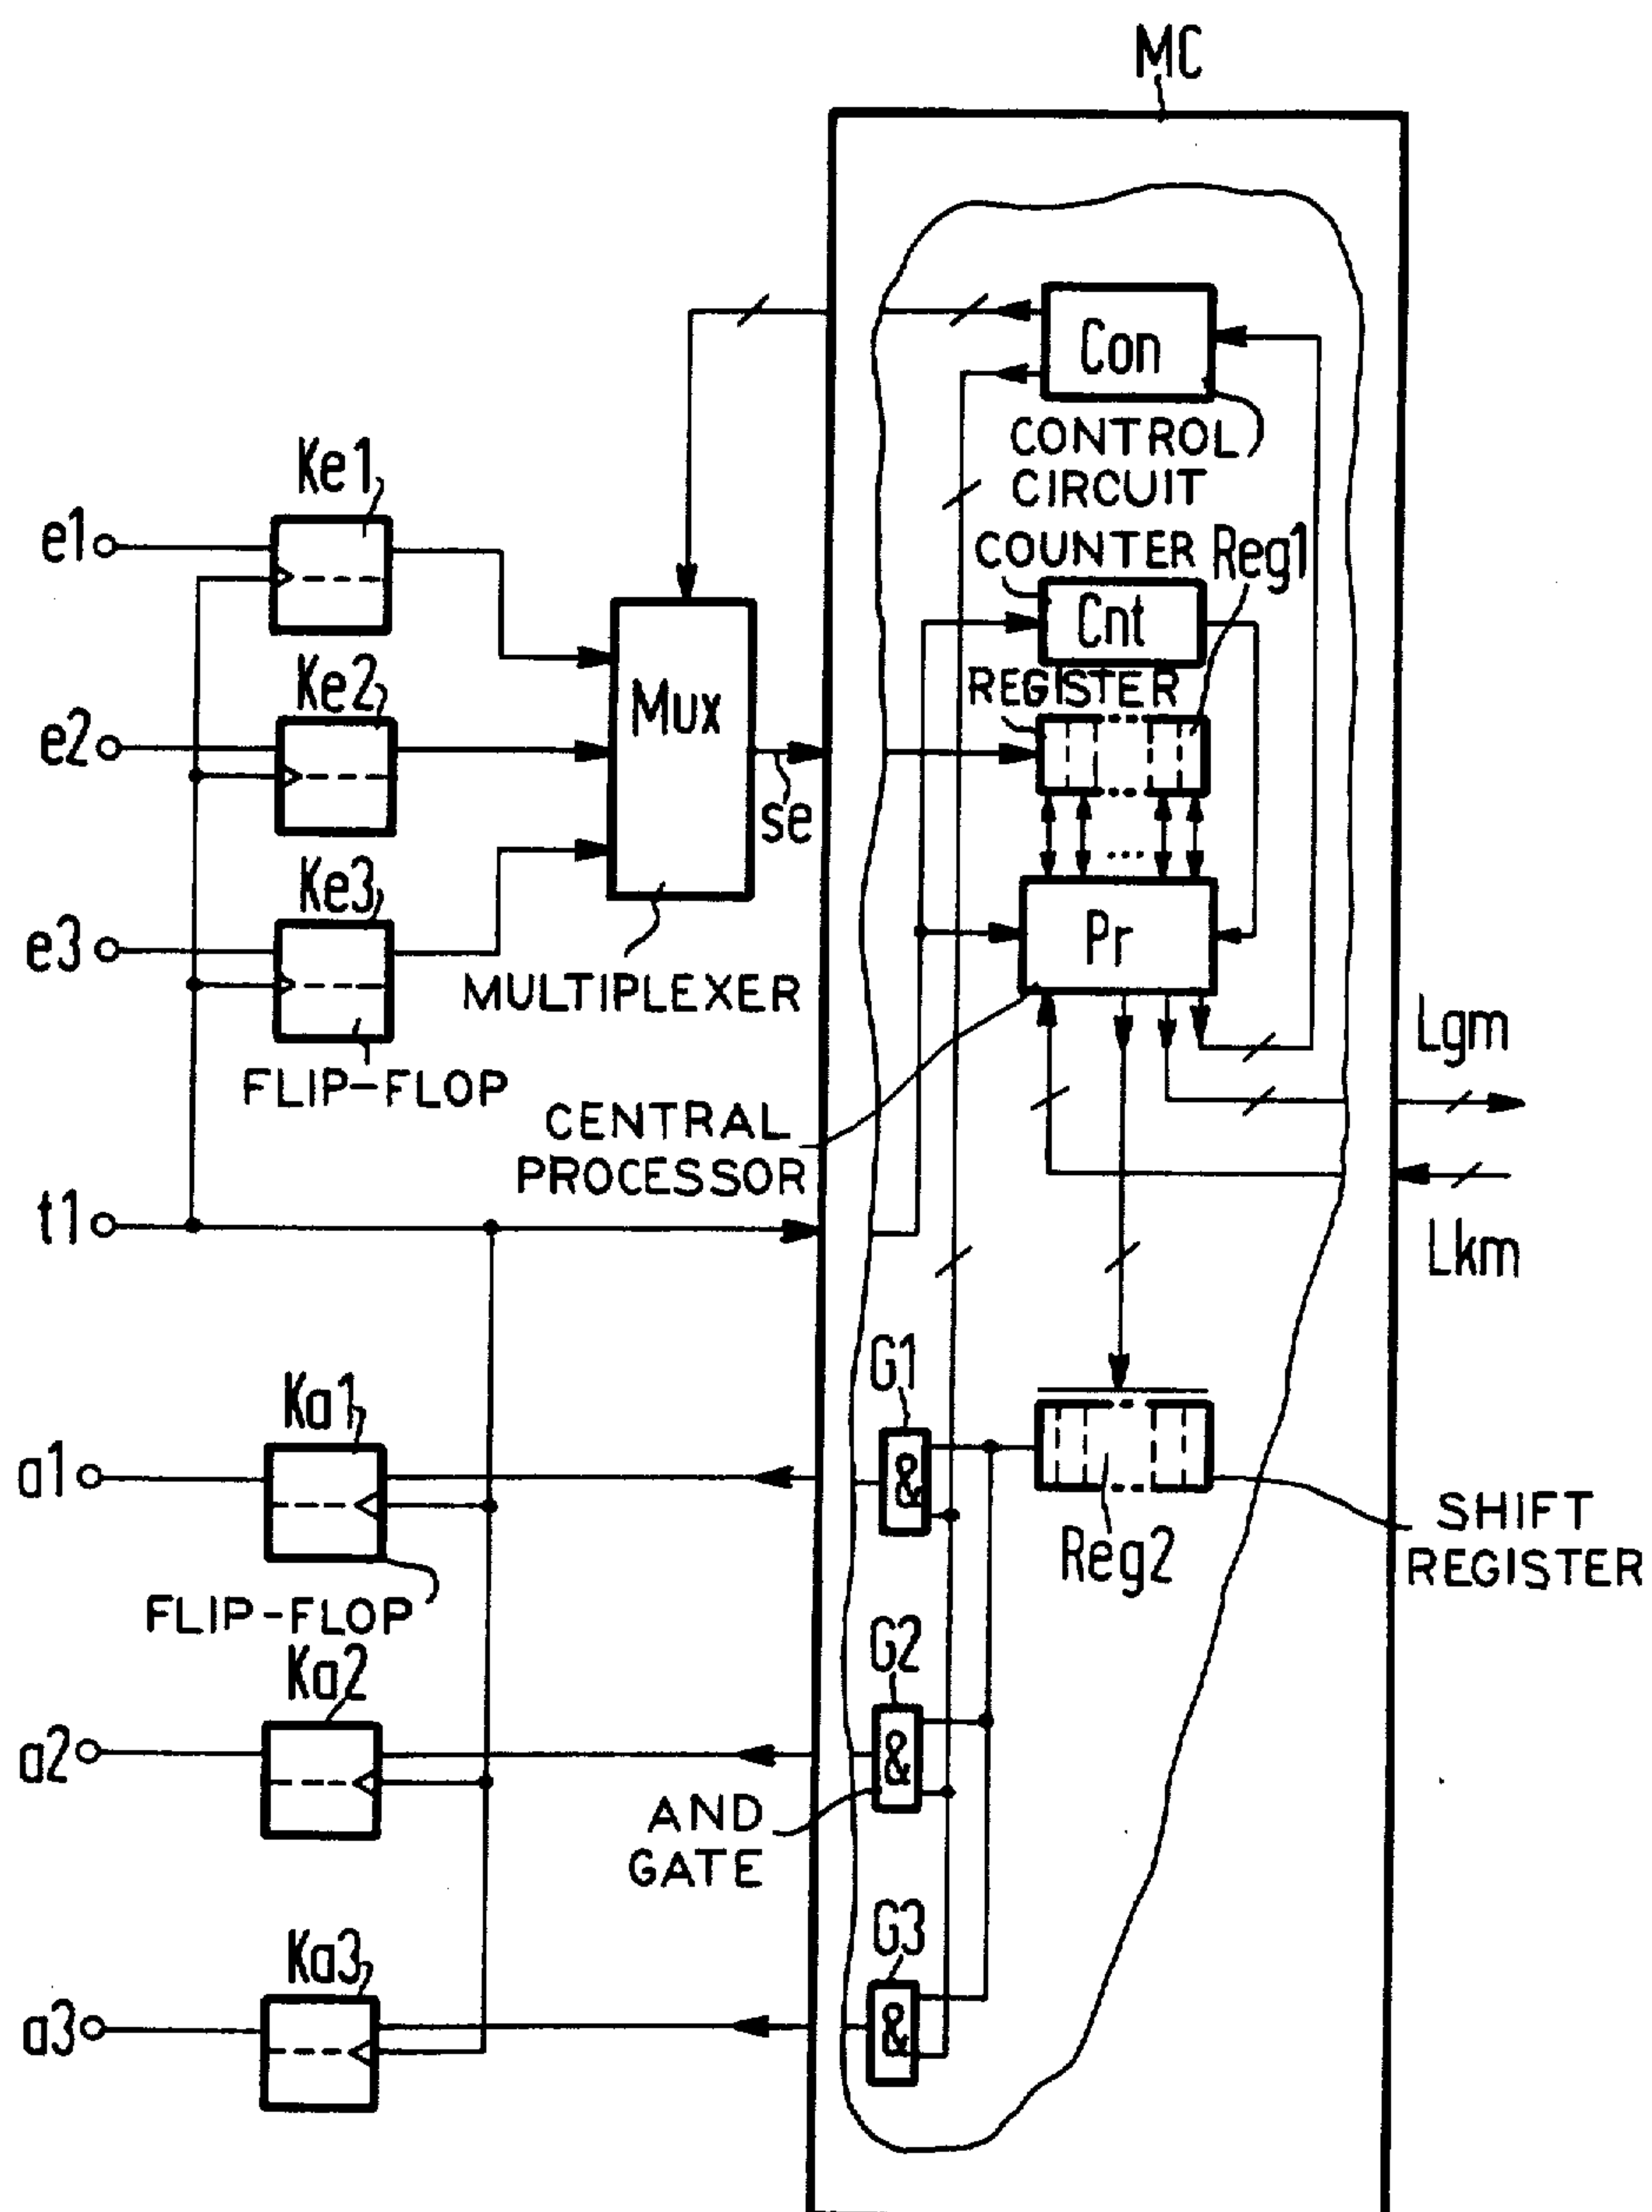 MC
Con
CONTROL
CIRCUIT
Ke1
e1
COUNTER
Reg1
Cnt
Ke2
REGISTER
Mux
e2
se
Ke3
e3
Pr
MULTIPLEXER
Lgm
FLIP-FLOP
CENTRAL
PROCESSOR
t1
Lkm
G1
Ka1
&
a1
SHIFT
REGISTER
Reg2
FLIP-FLOP
G2
Ka2
&
a2
AND
GATE
G3
Ka3
&
a3